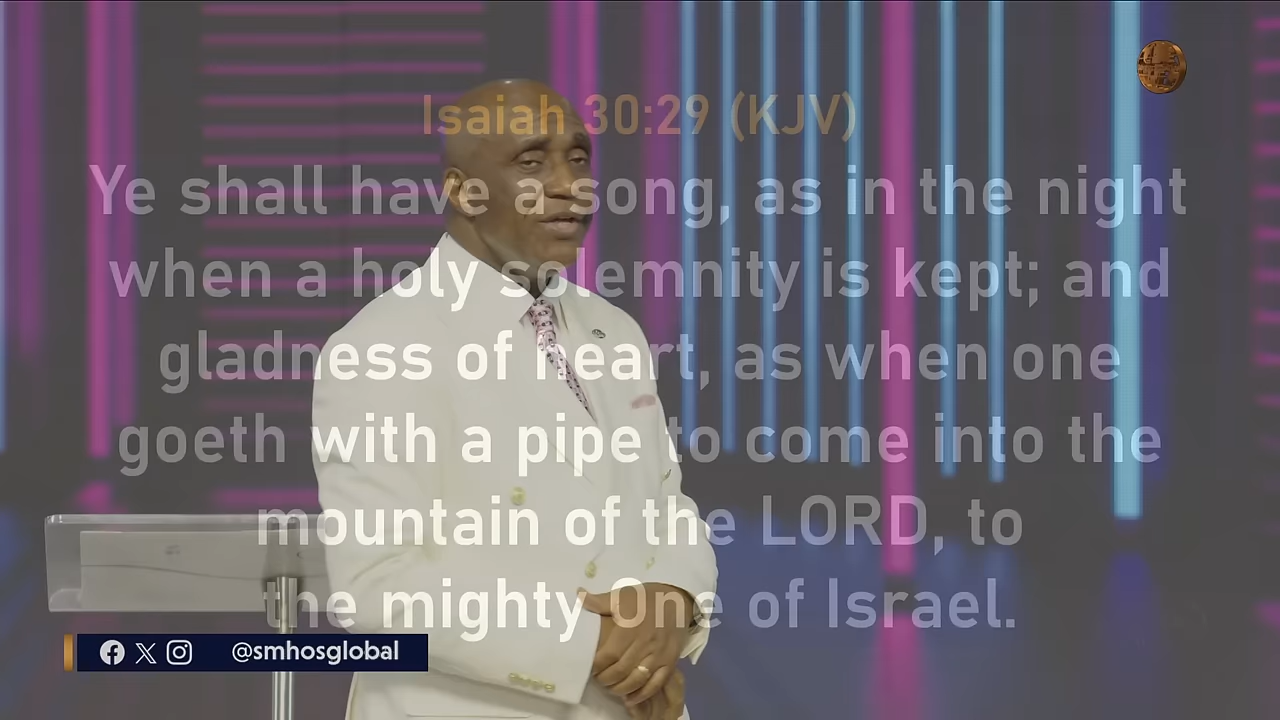 Isaiah 30:29 (KJV)
Ye shall have a song, as in the night
when a holy solemnity is kept; and
gladness of heart, as when one
goeth with a pipe to come into the
mountain of the LORD, to
the mighty One of Israel.
@smhosglobal